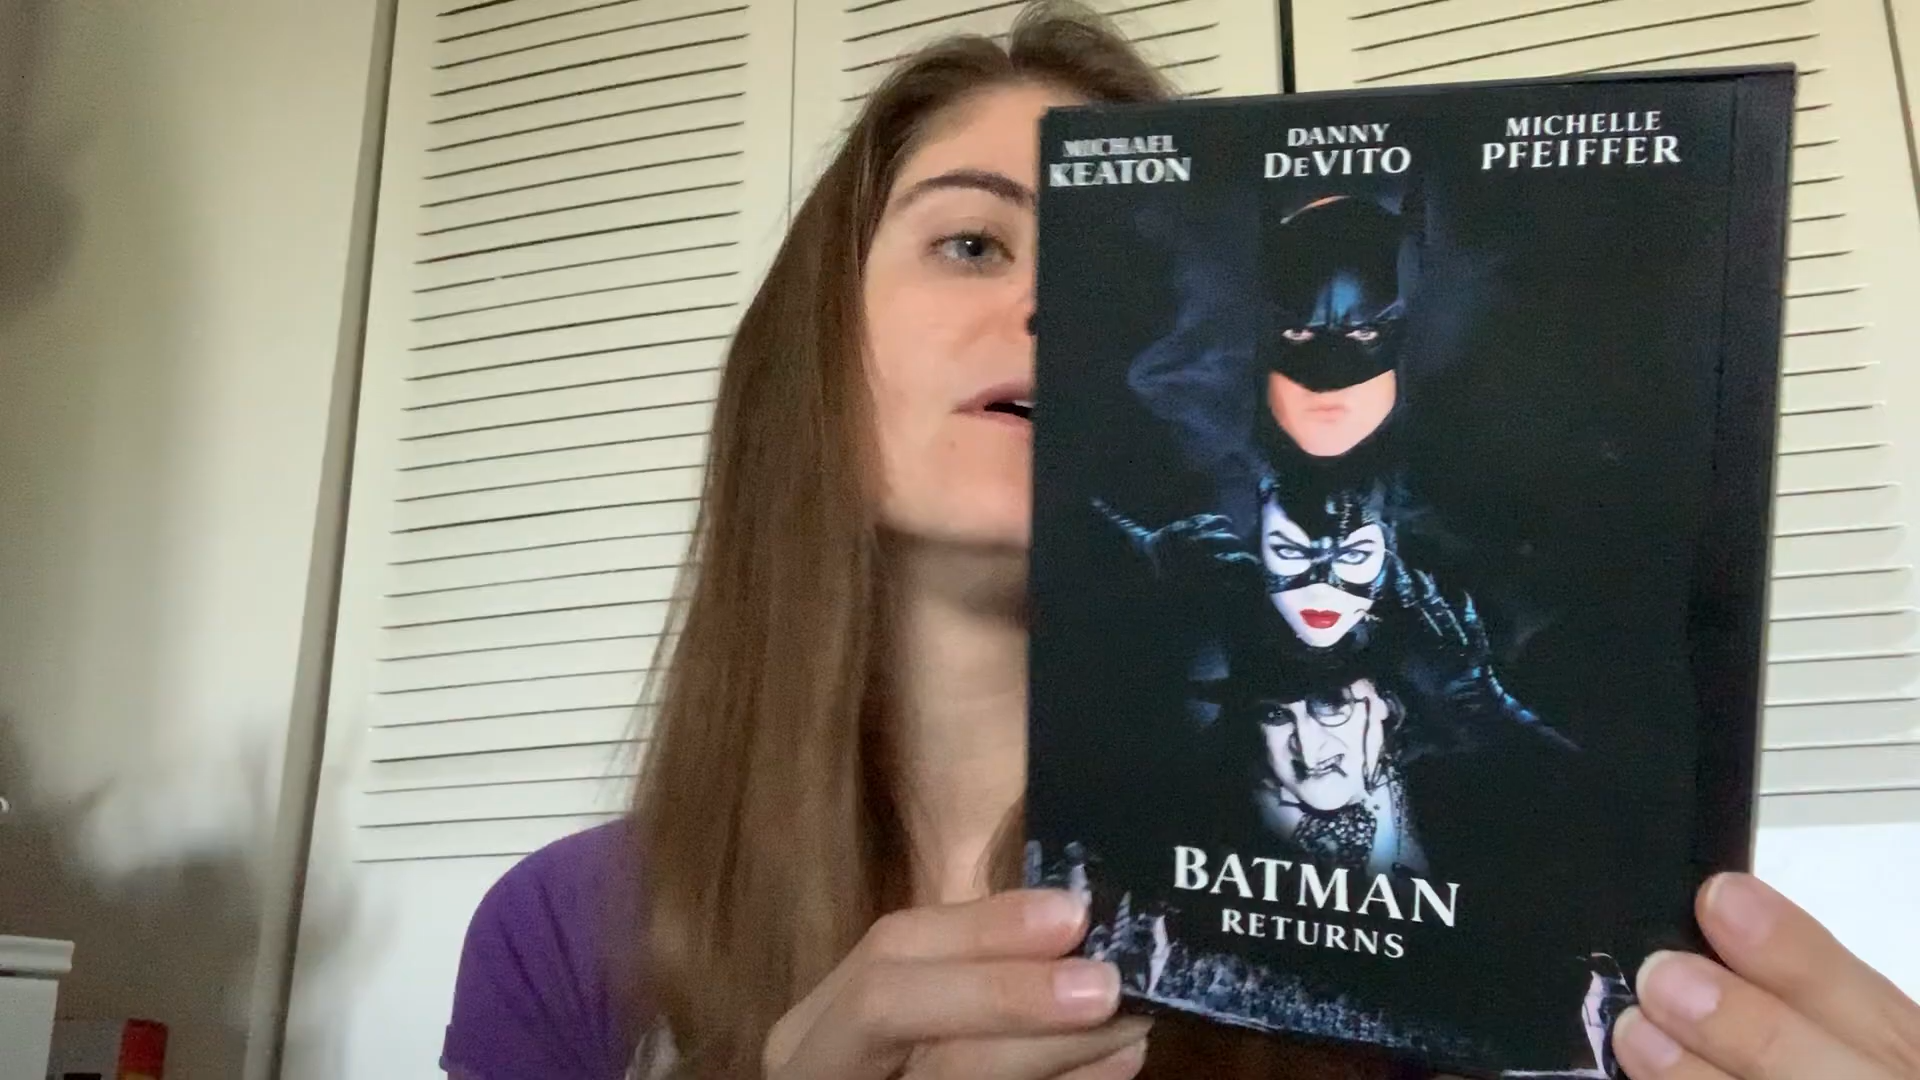 MICHAEL
KEATON
DANNY
DEVITO
MICHELLE
PFEIFFER
BATMAN
RETURNS